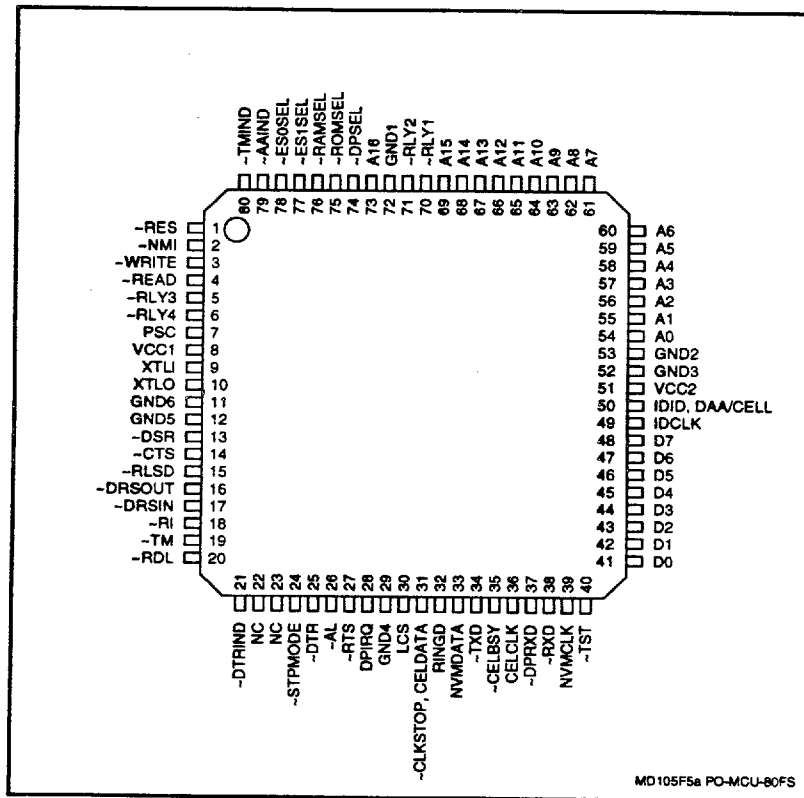 ~TMIND
~AAIND
~ES0SEL
~ES1SEL
~RAMSEL
~ROMSEL
~DPSEL
A16
GND1
~RLY2
~RLY1
A15
A14
A13
A12
A11
A10
A9
A8
A7
80 79 78 77 76 75 74 73 72 71 70 69 68 67 66 65 64 63 62 61
~RES 1
~NMI 2
~WRITE 3
~READ 4
~RLY3 5
~RLY4 6
PSC 7
VCC1 8
XTLI 9
XTLO 10
GND6 11
GND5 12
~DSR 13
~CTS 14
~RLSD 15
~DRSOUT 16
~DRSIN 17
~RI 18
~TM 19
~RDL 20
60 A6
59 A5
58 A4
57 A3
56 A2
55 A1
54 A0
53 GND2
52 GND3
51 VCC2
50 IDID, DAA/CELL
49 IDCLK
48 D7
47 D6
46 D5
45 D4
44 D3
43 D2
42 D1
41 D0
21 22 23 24 25 26 27 28 29 30 31 32 33 34 35 36 37 38 39 40
~DTRIND
NC
NC
~STPMODE
~DTR
~AL
~RTS
DPIRQ
GND4
LCS
~CLKSTOP, CELDATA
RINGD
NVMDATA
~TXD
~CELBSY
CELCLK
~DPRXD
~RXD
NVMCLK
~TST
MD105F5a PO-MCU-80FS